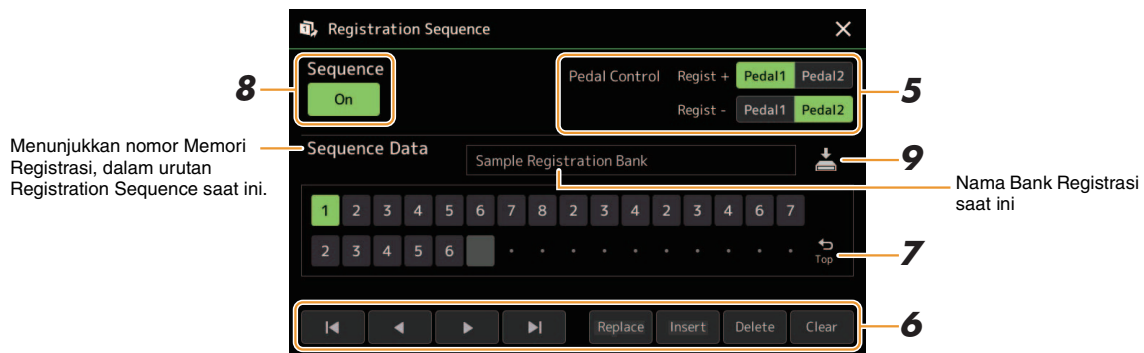 Registration Sequence
8
Sequence
On
Pedal Control Regist + Pedal1 Pedal2
Regist - Pedal1 Pedal2
5
Menunjukkan nomor Memori
Registrasi, dalam urutan
Registration Sequence saat ini.
Sequence Data
Sample Registration Bank
9
Nama Bank Registrasi
saat ini
1 2 3 4 5 6 7 8 2 3 4 2 3 4 6 7
2 3 4 5 6
Top
7
Replace Insert Delete Clear
6